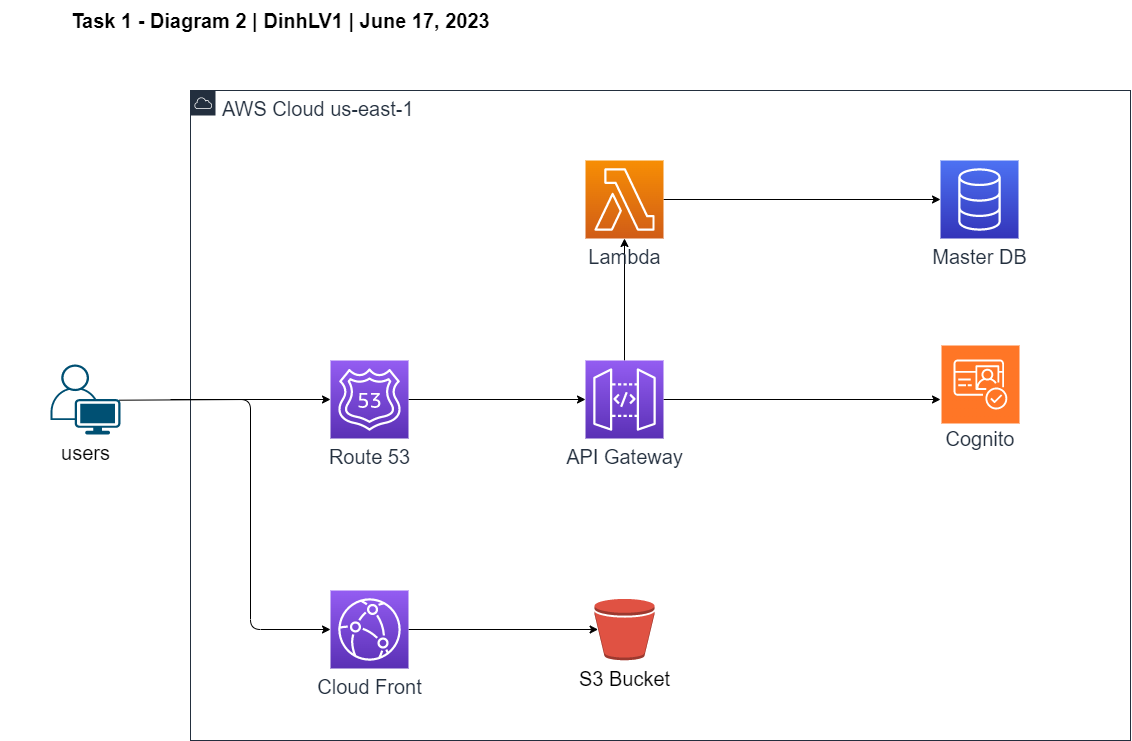 Task 1 - Diagram 2 | DinhLV1 | June 17, 2023
AWS Cloud us-east-1
Lambda
Master DB
users
53
Route 53
</>
API Gateway
Cognito
Cloud Front
S3 Bucket